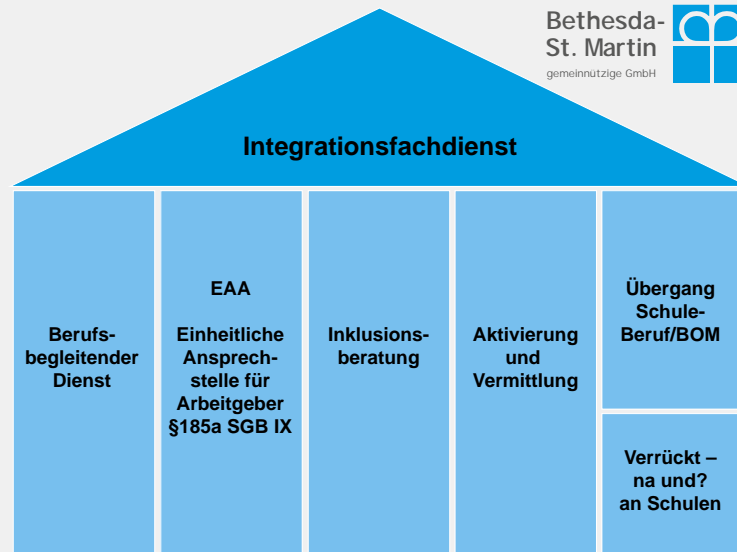 Bethesda-
St. Martin
gemeinnützige GmbH
Integrationsfachdienst
Berufs-
begleitender
Dienst
EAA
Einheitliche
Ansprech-
stelle für
Arbeitgeber
§185a SGB IX
Inklusions-
beratung
Aktivierung
und
Vermittlung
Übergang
Schule-
Beruf/BOM
Verrückt –
na und?
an Schulen